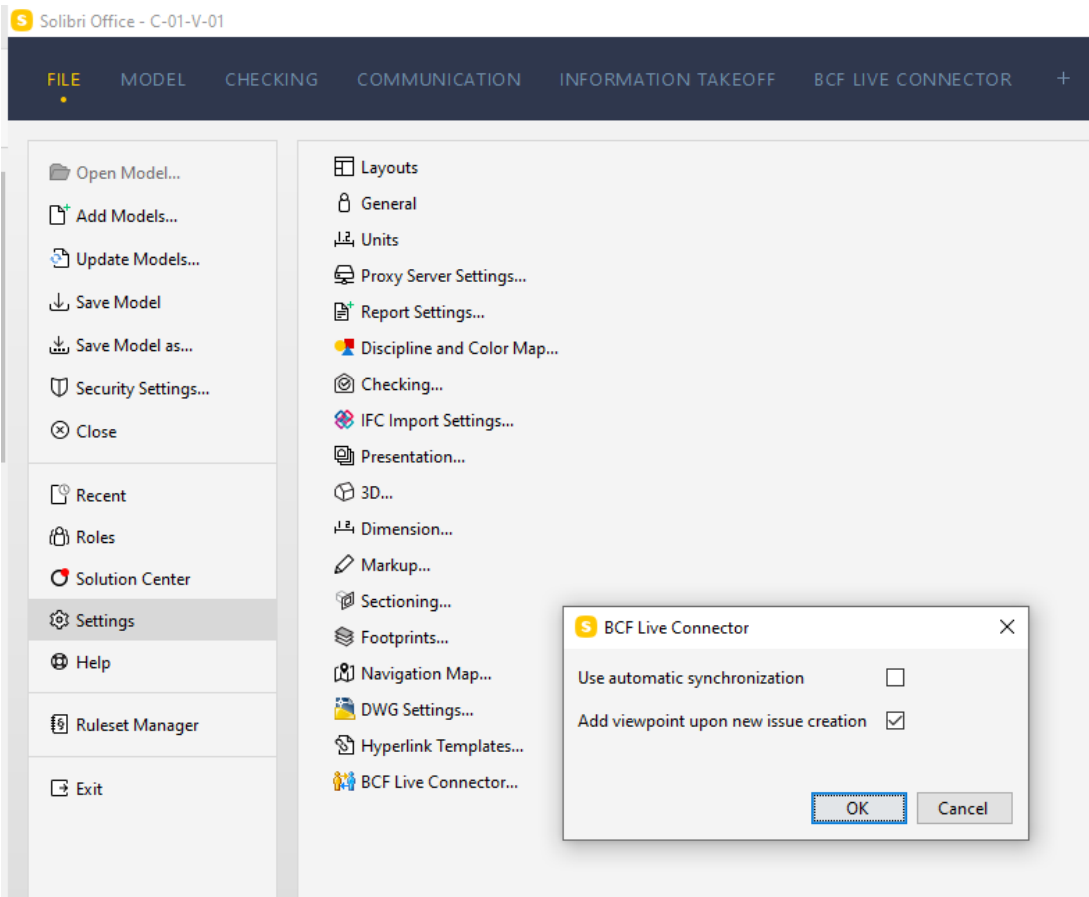 S Solibri Office - C-01-V-01
FILE MODEL CHECKING COMMUNICATION INFORMATION TAKEOFF BCF LIVE CONNECTOR +
Open Model...
Add Models...
Update Models...
Save Model
Save Model as...
Security Settings...
Close
Recent
Roles
Solution Center
Settings
Help
Ruleset Manager
Exit
Layouts
General
1.2 Units
Proxy Server Settings...
Report Settings...
Discipline and Color Map...
Checking...
IFC Import Settings...
Presentation...
3D...
1.2 Dimension...
Markup...
Sectioning...
Footprints...
Navigation Map...
DWG Settings...
Hyperlink Templates...
BCF Live Connector...
S BCF Live Connector
Use automatic synchronization
Add viewpoint upon new issue creation
OK Cancel